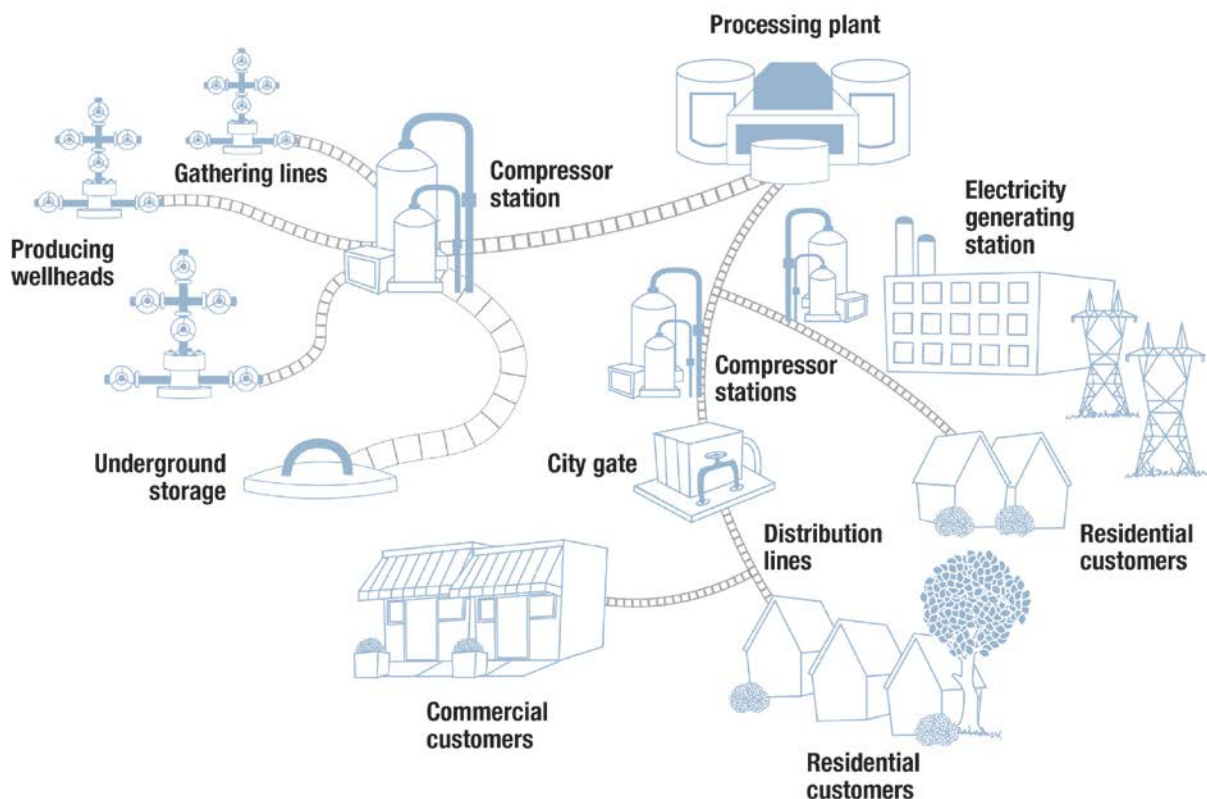 Processing plant
Gathering lines
Compressor
station
Electricity
generating
station
Producing
wellheads
Compressor
stations
Underground
storage
City gate
Distribution
lines
Residential
customers
Commercial
customers
Residential
customers